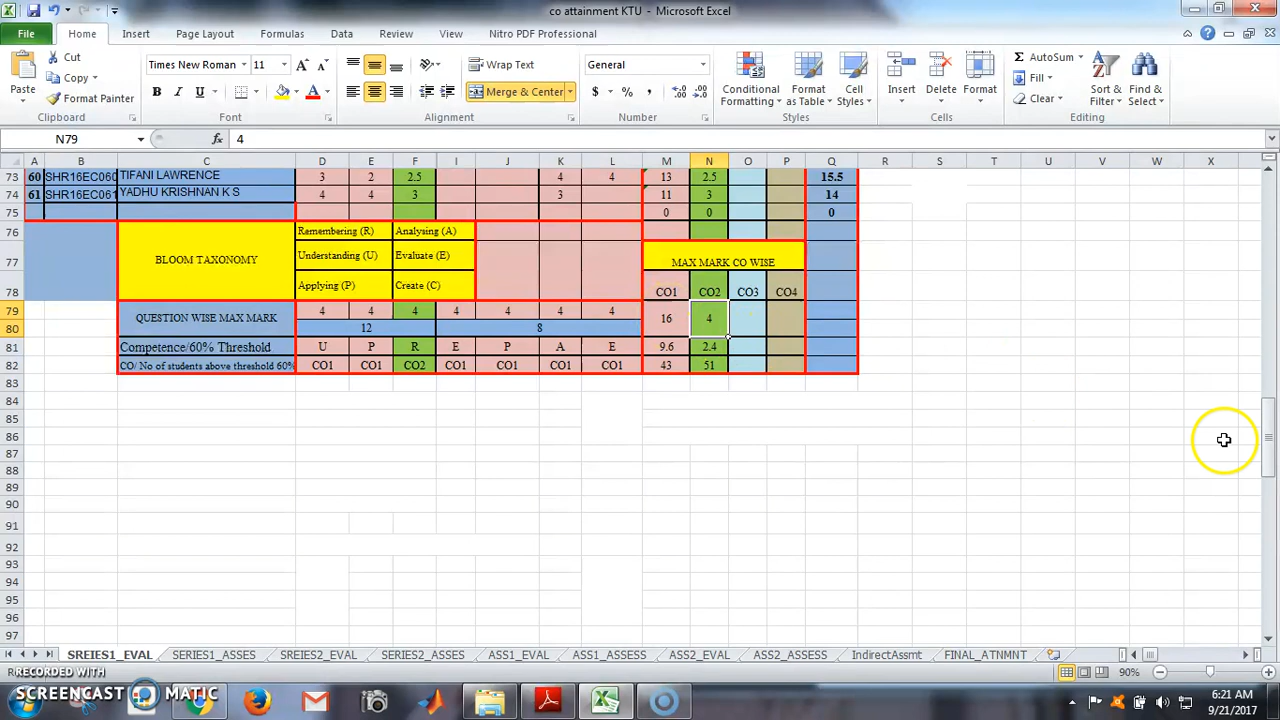 co attainment KTU - Microsoft Excel
File Home Insert Page Layout Formulas Data Review View Nitro PDF Professional
Cut
Copy
Format Painter
Paste
Clipboard
Times New Roman 11
B I U
Font
Wrap Text
Merge & Center
Alignment
General
$ % ,
Number
Conditional Formatting
Format as Table
Cell Styles
Styles
Insert Delete Format
Cells
AutoSum
Fill
Clear
Sort & Filter
Find & Select
Editing
N79 fx 4
A B C D E F I J K L M N O P Q R S T U V W X
73 60 SHR16EC060 TIFANI LAWRENCE 3 2 2.5 4 4 13 2.5 15.5
74 61 SHR16EC061 YADHU KRISHNAN K S 4 4 3 3 11 3 14
75 0 0 0
76 Remembering (R) Analysing (A)
77 BLOOM TAXONOMY Understanding (U) Evaluate (E) MAX MARK CO WISE
78 Applying (P) Create (C) CO1 CO2 CO3 CO4
79 QUESTION WISE MAX MARK 4 4 4 4 4 4 4 16 4
80 12 8
81 Competence/60% Threshold U P R E P A E 9.6 2.4
82 CO/ No of students above threshold 60% CO1 CO1 CO2 CO1 CO1 CO1 CO1 43 51
83
84
85
86
87
88
89
90
91
92
93
94
95
96
97
SREIES1_EVAL SERIES1_ASSES SREIES2_EVAL SERIES2_ASSES ASS1_EVAL ASS1_ASSESS ASS2_EVAL ASS2_ASSESS IndirectAssmt FINAL_ATNMNT
90%
RECORDED WITH
SCREENCAST MATIC
6:21 AM
9/21/2017